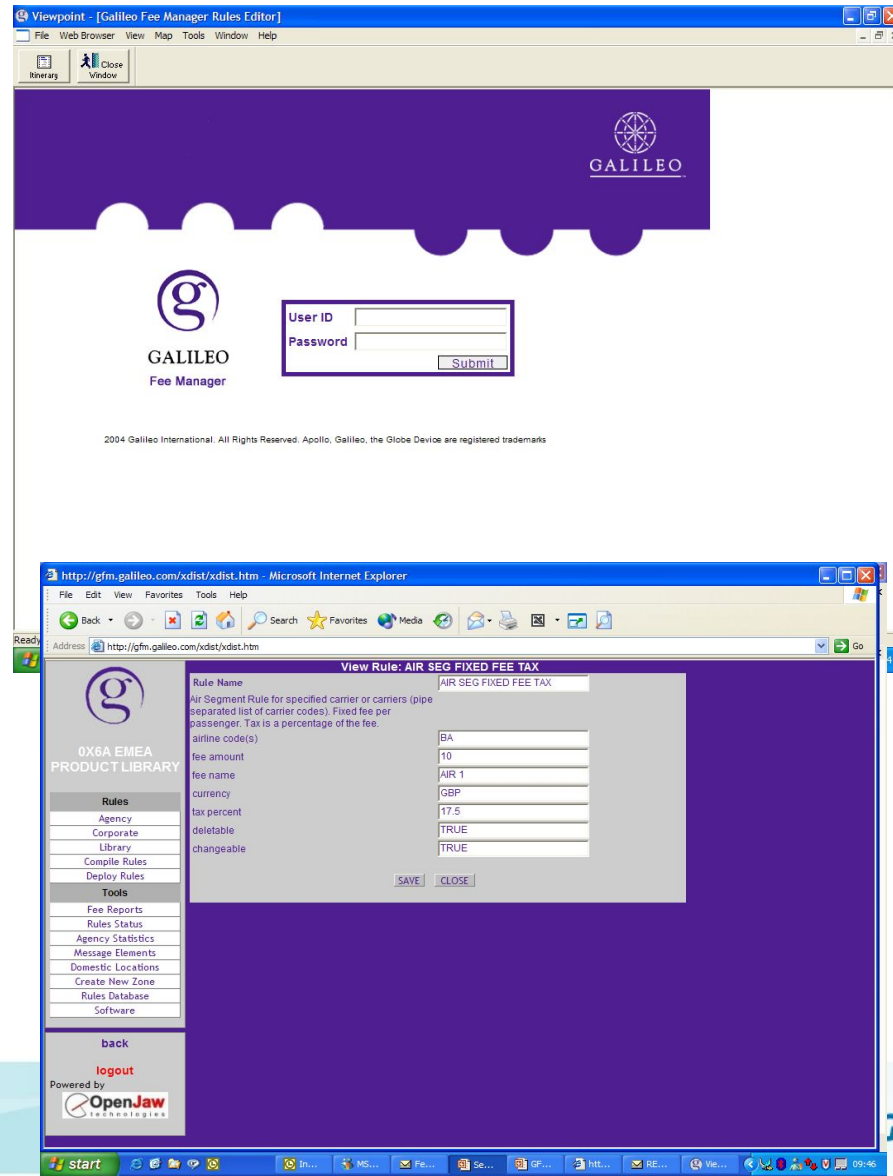 Viewpoint - [Galileo Fee Manager Rules Editor]
File Web Browser View Map Tools Window Help
Itinerary
Close Window
GALILEO
GALILEO
Fee Manager
User ID
Password
Submit
2004 Galileo International. All Rights Reserved. Apollo, Galileo, the Globe Device are registered trademarks
Ready
http://gfm.galileo.com/xdist/xdist.htm - Microsoft Internet Explorer
File Edit View Favorites Tools Help
Back Search Favorites Media
Address http://gfm.galileo.com/xdist/xdist.htm Go
View Rule: AIR SEG FIXED FEE TAX
Rule Name AIR SEG FIXED FEE TAX
Air Segment Rule for specified carrier or carriers (pipe
separated list of carrier codes). Fixed fee per
passenger. Tax is a percentage of the fee.
airline code(s) BA
fee amount 10
fee name AIR 1
currency GBP
tax percent 17.5
deletable TRUE
changeable TRUE
SAVE CLOSE
0X6A EMEA
PRODUCT LIBRARY
Rules
Agency
Corporate
Library
Compile Rules
Deploy Rules
Tools
Fee Reports
Rules Status
Agency Statistics
Message Elements
Domestic Locations
Create New Zone
Rules Database
Software
back
logout
Powered by
OpenJaw
technologies
start In... MS... Fe... Se... GF... htt... RE... Vie... 09:46